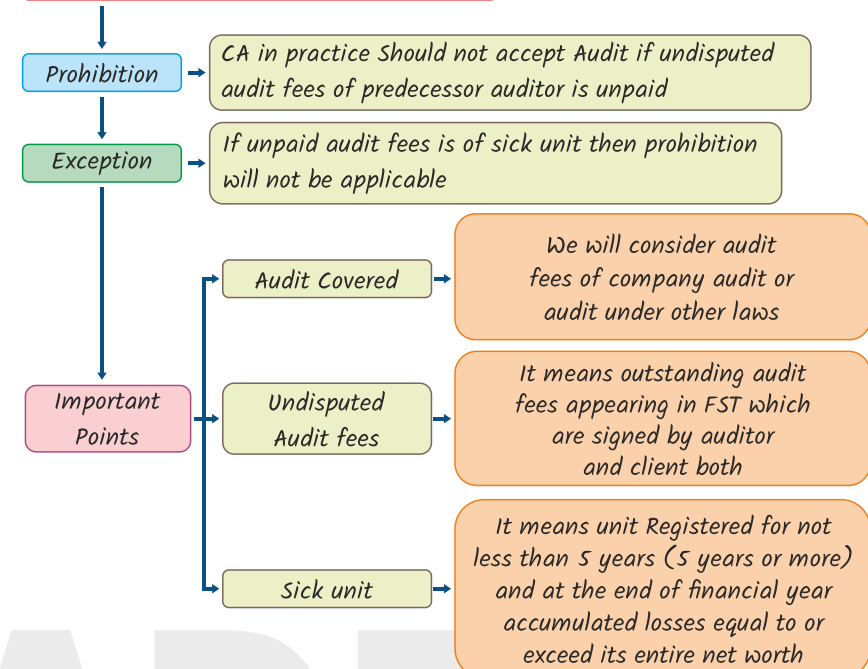 Prohibition
CA in practice Should not accept Audit if undisputed
audit fees of predecessor auditor is unpaid
Exception
If unpaid audit fees is of sick unit then prohibition
will not be applicable
Important
Points
Audit Covered
We will consider audit
fees of company audit or
audit under other laws
Undisputed
Audit fees
It means outstanding audit
fees appearing in FST which
are signed by auditor
and client both
Sick unit
It means unit Registered for not
less than 5 years (5 years or more)
and at the end of financial year
accumulated losses equal to or
exceed its entire net worth